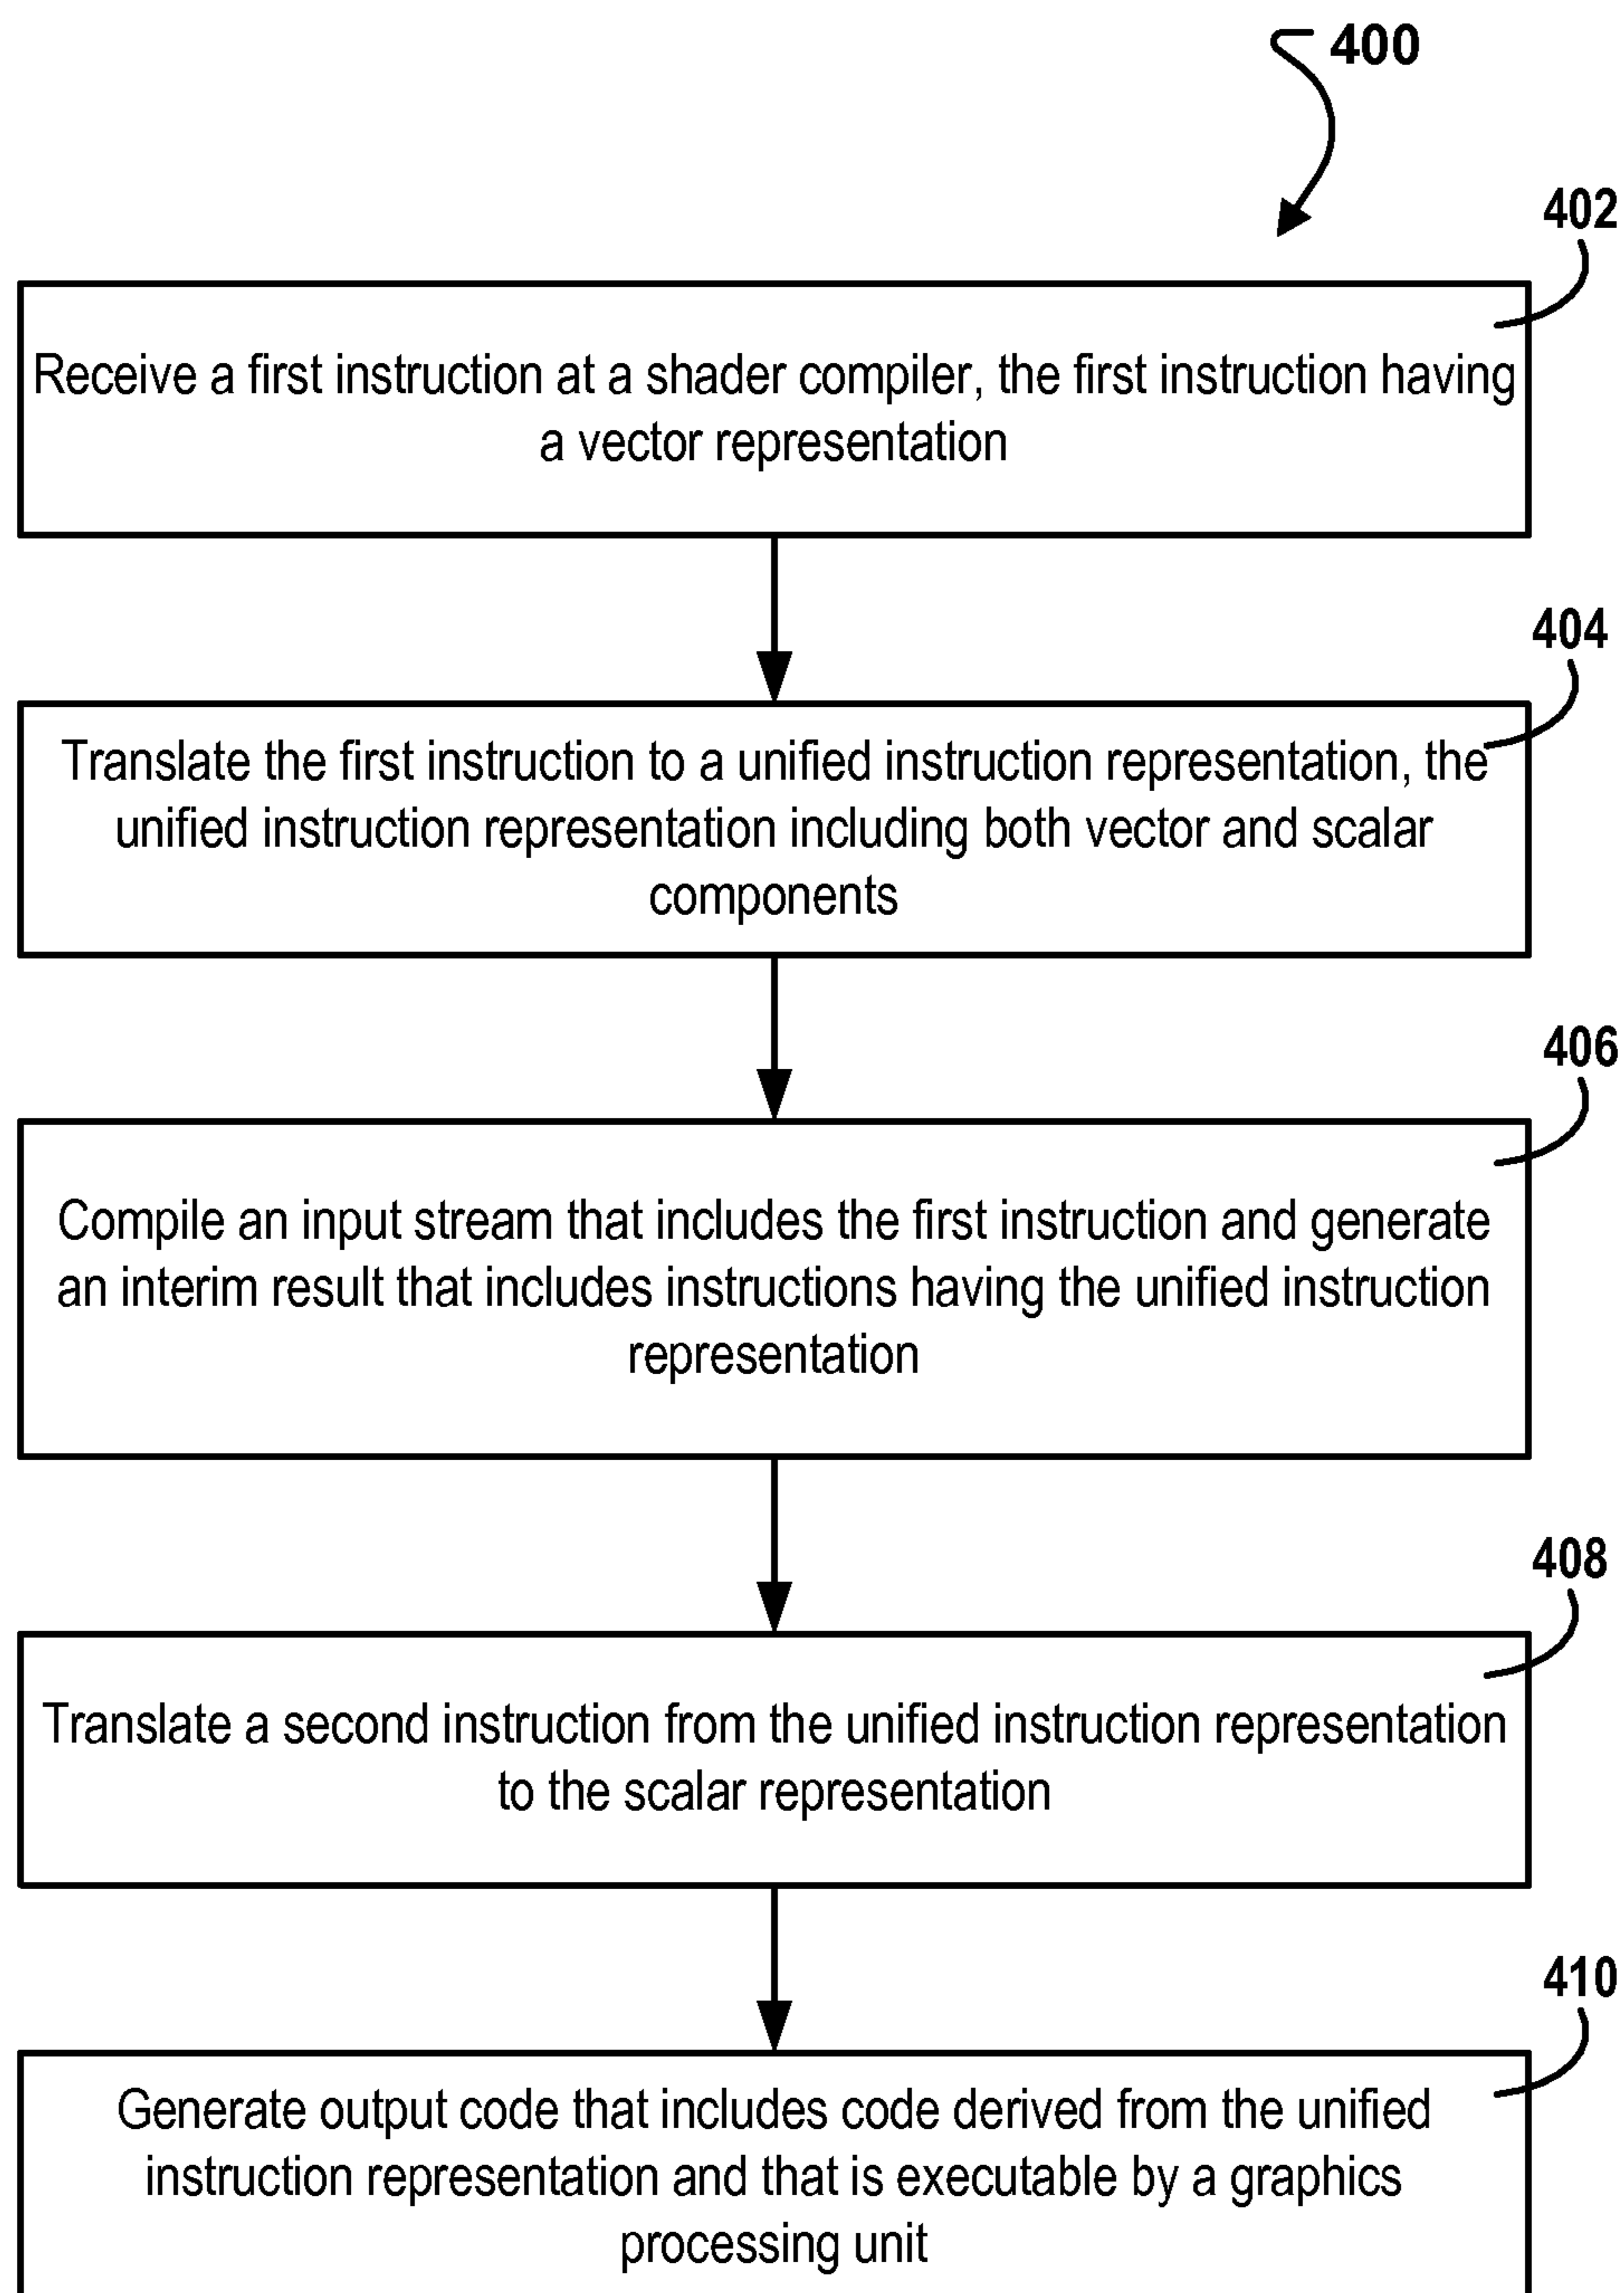 400
402
Receive a first instruction at a shader compiler, the first instruction having
a vector representation
404
Translate the first instruction to a unified instruction representation, the
unified instruction representation including both vector and scalar
components
406
Compile an input stream that includes the first instruction and generate
an interim result that includes instructions having the unified instruction
representation
408
Translate a second instruction from the unified instruction representation
to the scalar representation
410
Generate output code that includes code derived from the unified
instruction representation and that is executable by a graphics
processing unit